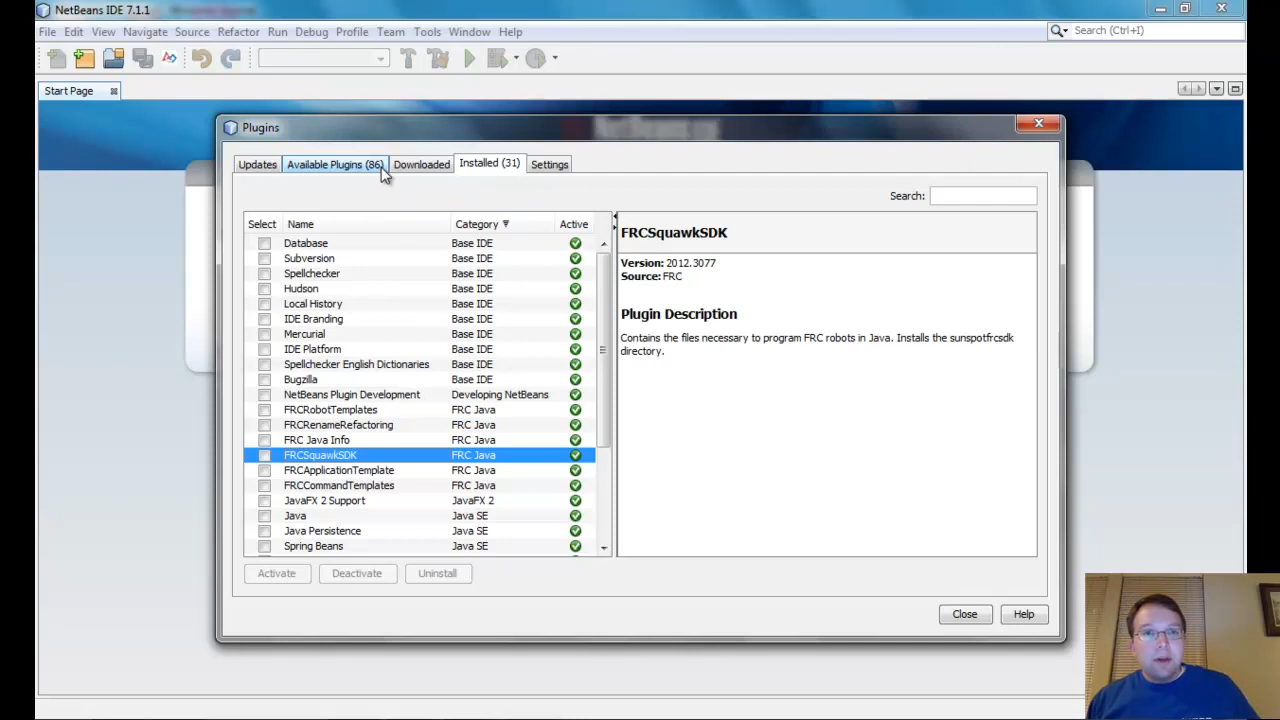 NetBeans IDE 7.1.1
File Edit View Navigate Source Refactor Run Debug Profile Team Tools Window Help
Search (Ctrl+I)
Start Page
Plugins
Updates Available Plugins (86) Downloaded Installed (31) Settings
Search:
Select Name Category Active
Database Base IDE
Subversion Base IDE
Spellchecker Base IDE
Hudson Base IDE
Local History Base IDE
IDE Branding Base IDE
Mercurial Base IDE
IDE Platform Base IDE
Spellchecker English Dictionaries Base IDE
Bugzilla Base IDE
NetBeans Plugin Development Developing NetBeans
FRCRobotTemplates FRC Java
FRCRenameRefactoring FRC Java
FRC Java Info FRC Java
FRCSquawkSDK FRC Java
FRCApplicationTemplate FRC Java
FRCCommandTemplates FRC Java
JavaFX 2 Support JavaFX 2
Java Java SE
Java Persistence Java SE
Spring Beans Java SE
FRCSquawkSDK
Version: 2012.3077
Source: FRC
Plugin Description
Contains the files necessary to program FRC robots in Java. Installs the sunspotfrcsdk
directory.
Activate Deactivate Uninstall
Close Help